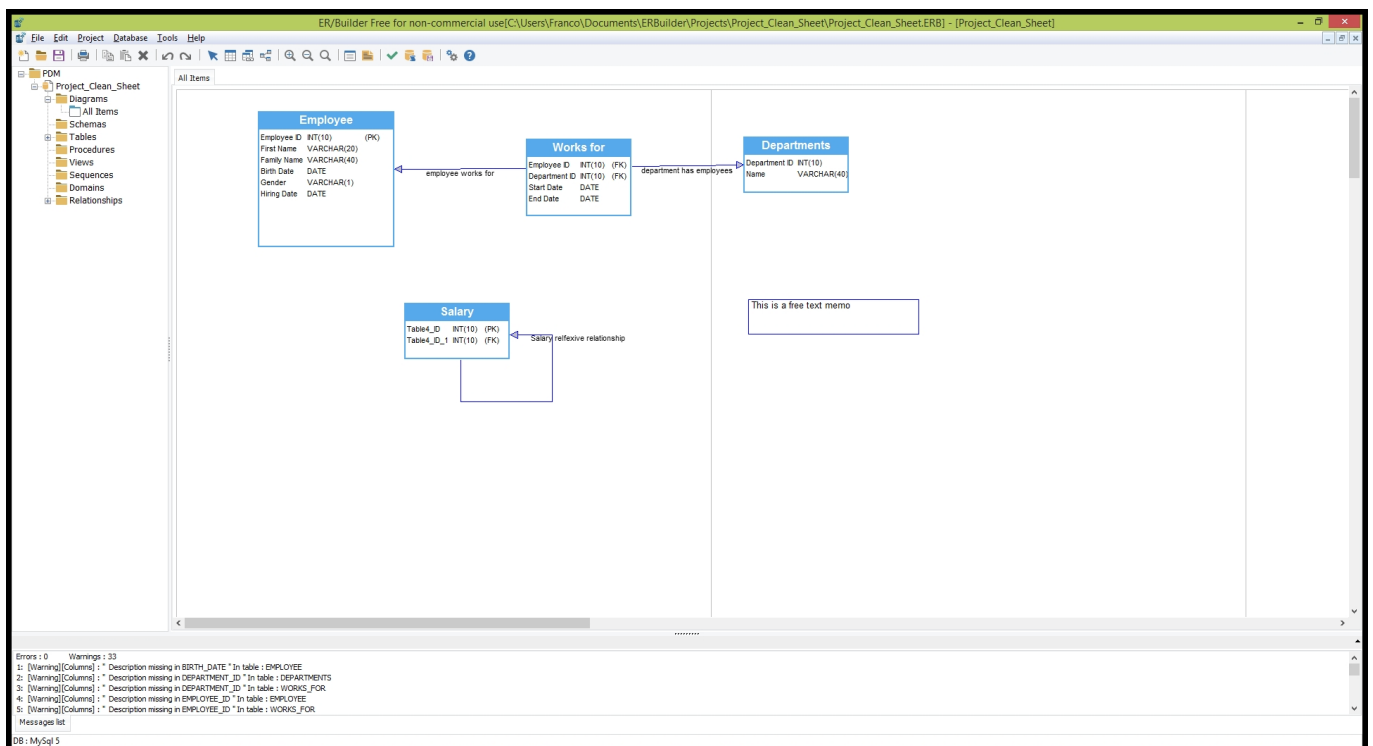 ER/Builder Free for non-commercial use[C:\Users\Franco\Documents\ERBuilder\Projects\Project_Clean_Sheet\Project_Clean_Sheet.ERB] - [Project_Clean_Sheet]
File Edit Project Database Tools Help
PDM
Project_Clean_Sheet
Diagrams
All Items
Schemas
Tables
Procedures
Views
Sequences
Domains
Relationships
All Items
Employee
Employee ID INT(10) (PK)
First Name VARCHAR(20)
Family Name VARCHAR(40)
Birth Date DATE
Gender VARCHAR(1)
Hiring Date DATE
employee works for
Works for
Employee ID INT(10) (FK)
Department ID INT(10) (FK)
Start Date DATE
End Date DATE
department has employees
Departments
Department ID INT(10)
Name VARCHAR(40)
Salary
Table4_ID INT(10) (PK)
Table4_ID_1 INT(10) (FK)
Salary relfexive relationship
This is a free text memo
Errors : 0 Warnings : 33
1: [Warning][Columns] : " Description missing in BIRTH_DATE " In table : EMPLOYEE
2: [Warning][Columns] : " Description missing in DEPARTMENT_ID " In table : DEPARTMENTS
3: [Warning][Columns] : " Description missing in DEPARTMENT_ID " In table : WORKS_FOR
4: [Warning][Columns] : " Description missing in EMPLOYEE_ID " In table : EMPLOYEE
5: [Warning][Columns] : " Description missing in EMPLOYEE_ID " In table : WORKS_FOR
Messages list
DB : MySql 5